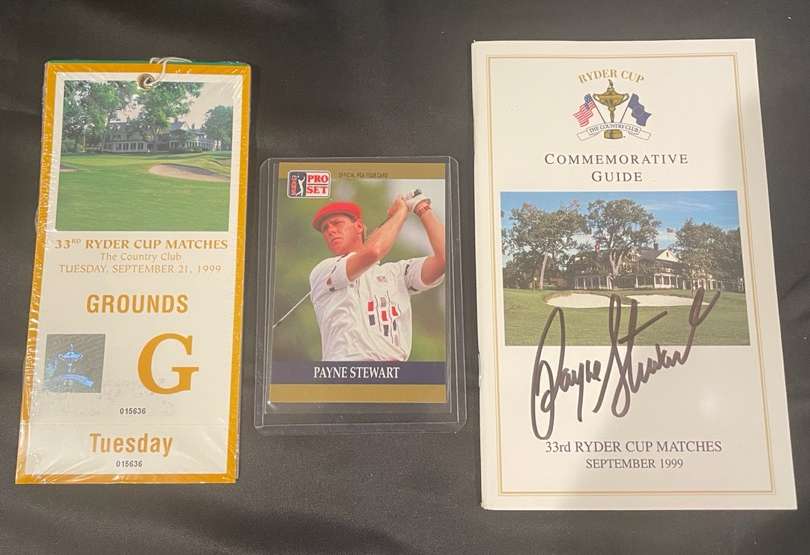 33RD RYDER CUP MATCHES
The Country Club
TUESDAY, SEPTEMBER 21, 1999
GROUNDS
G
015636
Tuesday
015636
PRO
SET
OFFICIAL PGA TOUR CARD
PAYNE STEWART
RYDER CUP
THE COUNTRY CLUB
COMMEMORATIVE
GUIDE
Payne Stewart
33rd RYDER CUP MATCHES
SEPTEMBER 1999